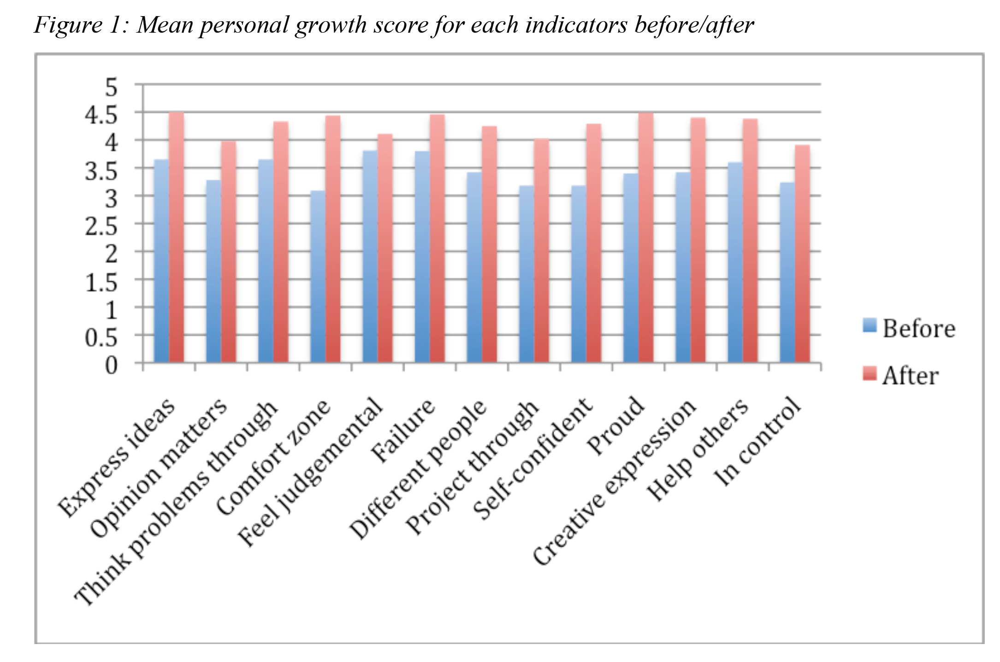 Figure 1: Mean personal growth score for each indicators before/after
5
4.5
4
3.5
3
2.5
2
1.5
1
0.5
0
Express ideas
Opinion matters
Think problems through
Comfort zone
Feel judgemental
Failure
Different people
Project through
Self-confident
Proud
Creative expression
Help others
In control
Before
After